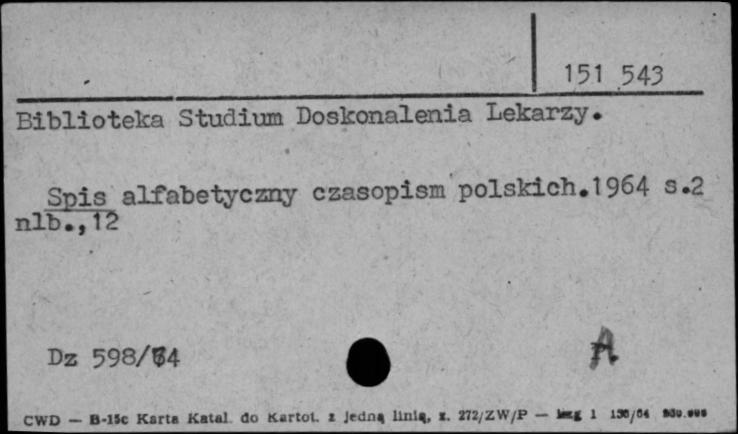 151 543
Biblioteka Studium Doskonalenia Lekarzy.
Spis alfabetyczny czasopism polskich.1964 s.2
nlb.,12
Dz 598/64
A.
CWD — B-15c Karta Katal. do Kartot. z jedną linią, z. 272/ZW/P — 1